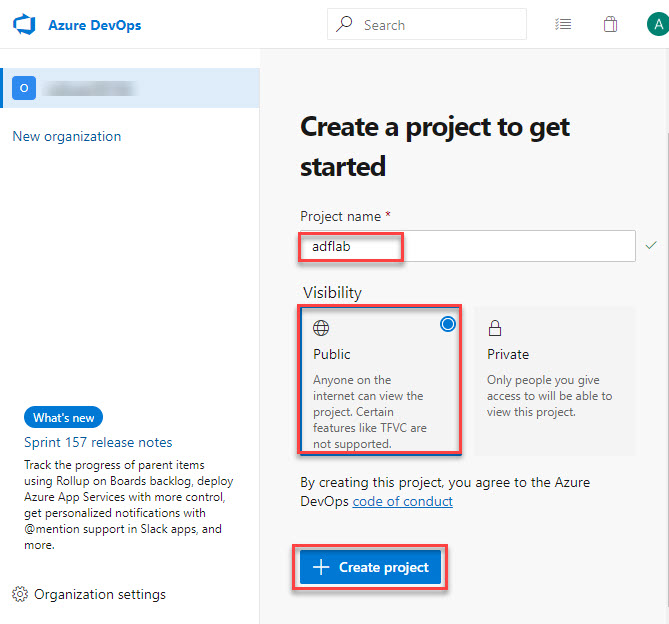 Azure DevOps
Search
A
O
New organization
Create a project to get
started
Project name *
adflab
Visibility
Public
Anyone on the
internet can view the
project. Certain
features like TFVC are
not supported.
Private
Only people you give
access to will be able to
view this project.
By creating this project, you agree to the Azure
DevOps code of conduct
Create project
What's new
Sprint 157 release notes
Track the progress of parent items
using Rollup on Boards backlog, deploy
Azure App Services with more control,
get personalized notifications with
@mention support in Slack apps, and
more.
Organization settings